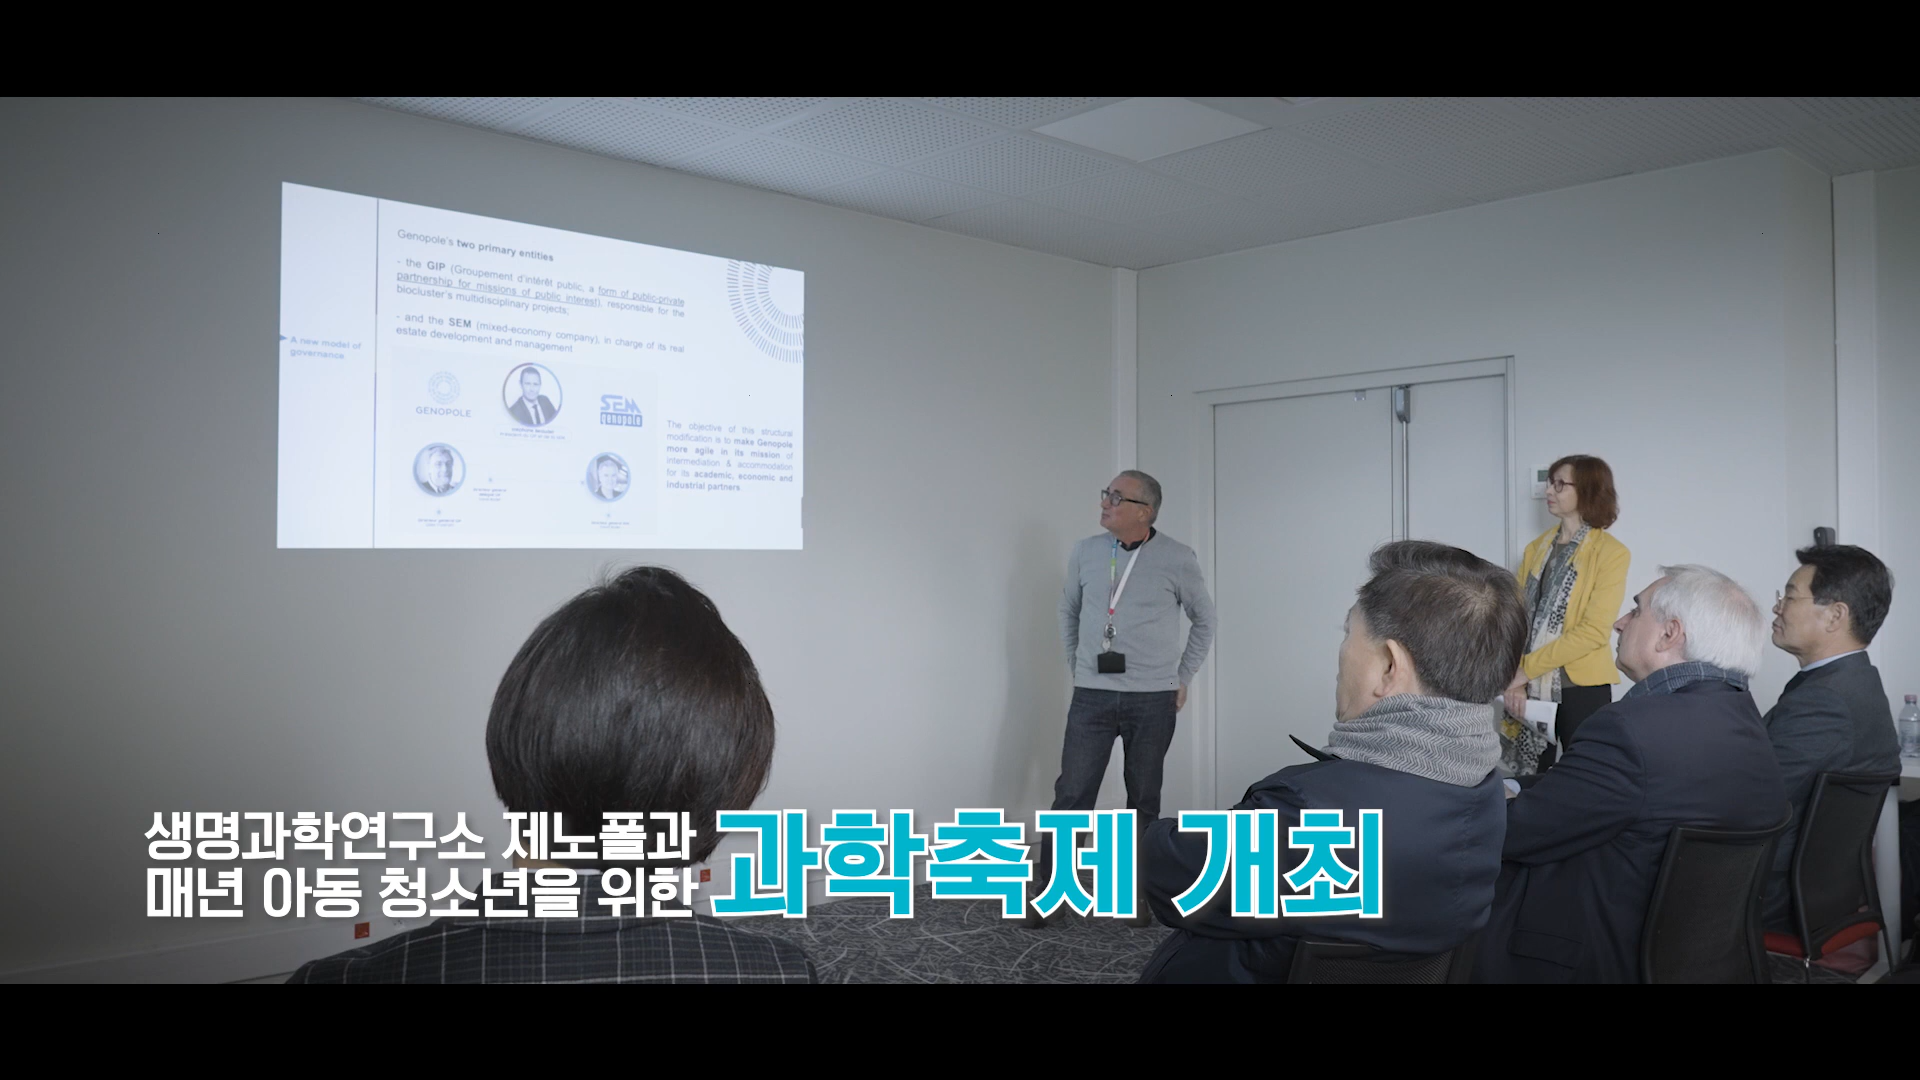 Genopole's two primary entities
- the GIP (Groupement d'intérêt public, a form of public-private
partnership for missions of public interest), responsible for the
biocluster's multidisciplinary projects;
- and the SEM (mixed-economy company), in charge of its real
estate development and management
A new model of
governance
GENOPOLE
SEM
genopole
The objective of this structural
modification is to make Genopole
more agile in its mission of
intermediation & accommodation
for its academic, economic and
industrial partners.
생명과학연구소 제노폴과
매년 아동 청소년을 위한
과학축제 개최